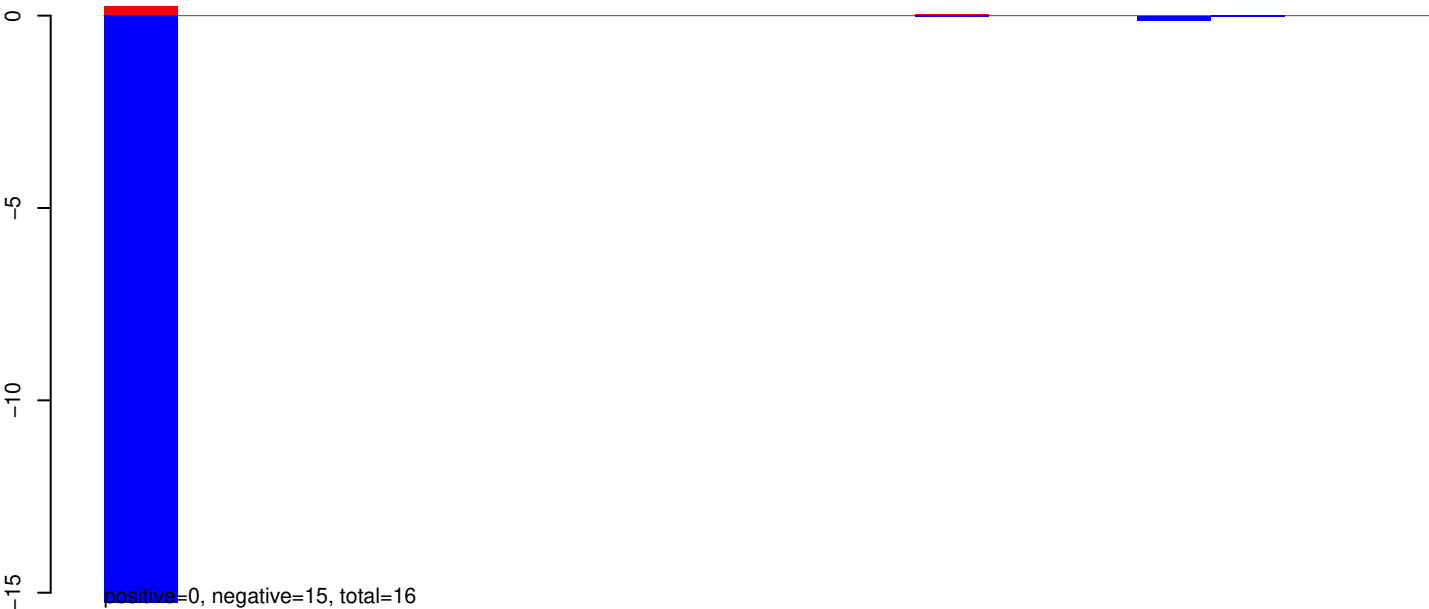 0
−5
−10
−15
positive=0, negative=15, total=16